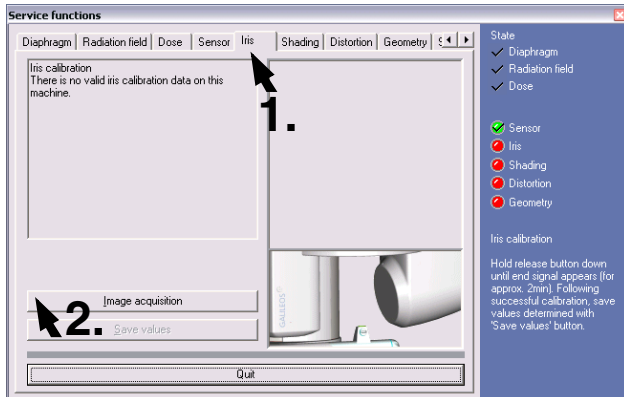 Service functions
Diaphragm
Radiation field
Dose
Sensor
Iris
Shading
Distortion
Geometry
Iris calibration
There is no valid iris calibration data on this
machine.
1.
Image acquisition
2.
Save values
GALILEOS
Quit
State
Diaphragm
Radiation field
Dose
Sensor
Iris
Shading
Distortion
Geometry
Iris calibration
Hold release button down
until end signal appears (for
approx. 2min). Following
successful calibration, save
values determined with
'Save values' button.